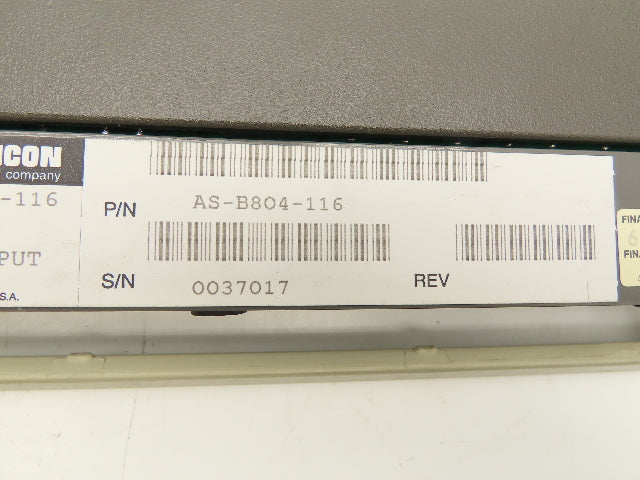 ICON
company
-116
P/N AS-B804-116
PUT
S/N 0037017 REV
S.A.
FINA
6
FINA